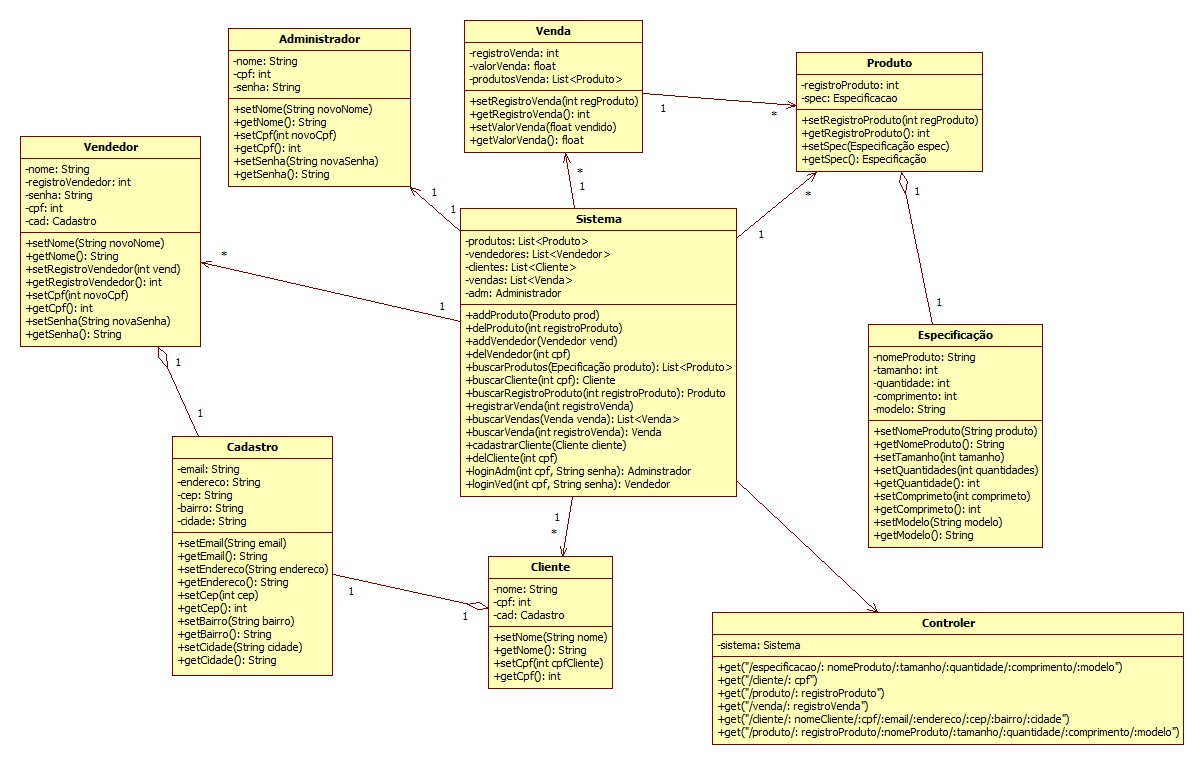 Administrador
-nome: String
-cpf: int
-senha: String
+setNome(String novoNome)
+getNome(): String
+setCpf(int novoCpf)
+getCpf(): int
+setSenha(String novaSenha)
+getSenha(): String
Venda
-registroVenda: int
-valorVenda: float
-produtosVenda: List<Produto>
+setRegistroVenda(int regProduto)
+getRegistroVenda(): int
+setValorVenda(float vendido)
+getValorVenda(): float
Produto
-registroProduto: int
-spec: Especificacao
+setRegistroProduto(int regProduto)
+getRegistroProduto(): int
+setSpec(Especificação espec)
+getSpec(): Especificação
Vendedor
-nome: String
-registroVendedor: int
-senha: String
-cpf: int
-cad: Cadastro
+setNome(String novoNome)
+getNome(): String
+setRegistroVendedor(int vend)
+getRegistroVendedor(): int
+setCpf(int novoCpf)
+getCpf(): int
+setSenha(String novaSenha)
+getSenha(): String
1
*
*
1
1
1
*
1
*
1
1
1
Sistema
-produtos: List<Produto>
-vendedores: List<Vendedor>
-clientes: List<Cliente>
-vendas: List<Venda>
-adm: Administrador
+addProduto(Produto prod)
+delProduto(int registroProduto)
+addVendedor(Vendedor vend)
+delVendedor(int cpf)
+buscarProdutos(Epecificação produto): List<Produto>
+buscarCliente(int cpf): Cliente
+buscarRegistroProduto(int registroProduto): Produto
+registrarVenda(int registroVenda)
+buscarVendas(Venda venda): List<Venda>
+buscarVenda(int registroVenda): Venda
+cadastrarCliente(Cliente cliente)
+delCliente(int cpf)
+loginAdm(int cpf, String senha): Adminstrador
+loginVed(int cpf, String senha): Vendedor
Especificação
-nomeProduto: String
-tamanho: int
-quantidade: int
-comprimento: int
-modelo: String
+setNomeProduto(String produto)
+getNomeProduto(): String
+setTamanho(int tamanho)
+setQuantidades(int quantidades)
+getQuantidade(): int
+setComprimeto(int comprimeto)
+getComprimeto(): int
+setModelo(String modelo)
+getModelo(): String
1
1
Cadastro
-email: String
-endereco: String
-cep: String
-bairro: String
-cidade: String
+setEmail(String email)
+getEmail(): String
+setEndereco(String endereco)
+getEndereco(): String
+setCep(int cep)
+getCep(): int
+setBairro(String bairro)
+getBairro(): String
+setCidade(String cidade)
+getCidade(): String
1
*
1
1
Cliente
-nome: String
-cpf: int
-cad: Cadastro
+setNome(String nome)
+getNome(): String
+setCpf(int cpfCliente)
+getCpf(): int
Controler
-sistema: Sistema
+get("/especificacao/: nomeProduto/:tamanho/:quantidade/:comprimento/:modelo")
+get("/cliente/: cpf")
+get("/produto/: registroProduto")
+get("/venda/: registroVenda")
+get("/cliente/: nomeCliente/:cpf/:email/:endereco/:cep/:bairro/:cidade")
+get("/produto/: registroProduto/:nomeProduto/:tamanho/:quantidade/:comprimento/:modelo")